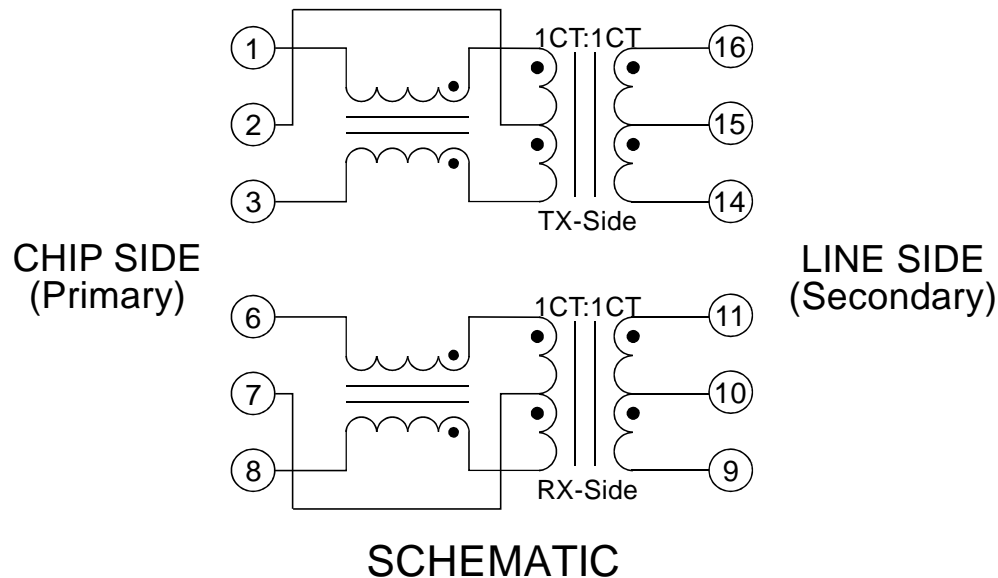 1CT:1CT
1
16
2
15
3
14
TX-Side
CHIP SIDE
(Primary)
LINE SIDE
(Secondary)
1CT:1CT
6
11
7
10
8
9
RX-Side
SCHEMATIC